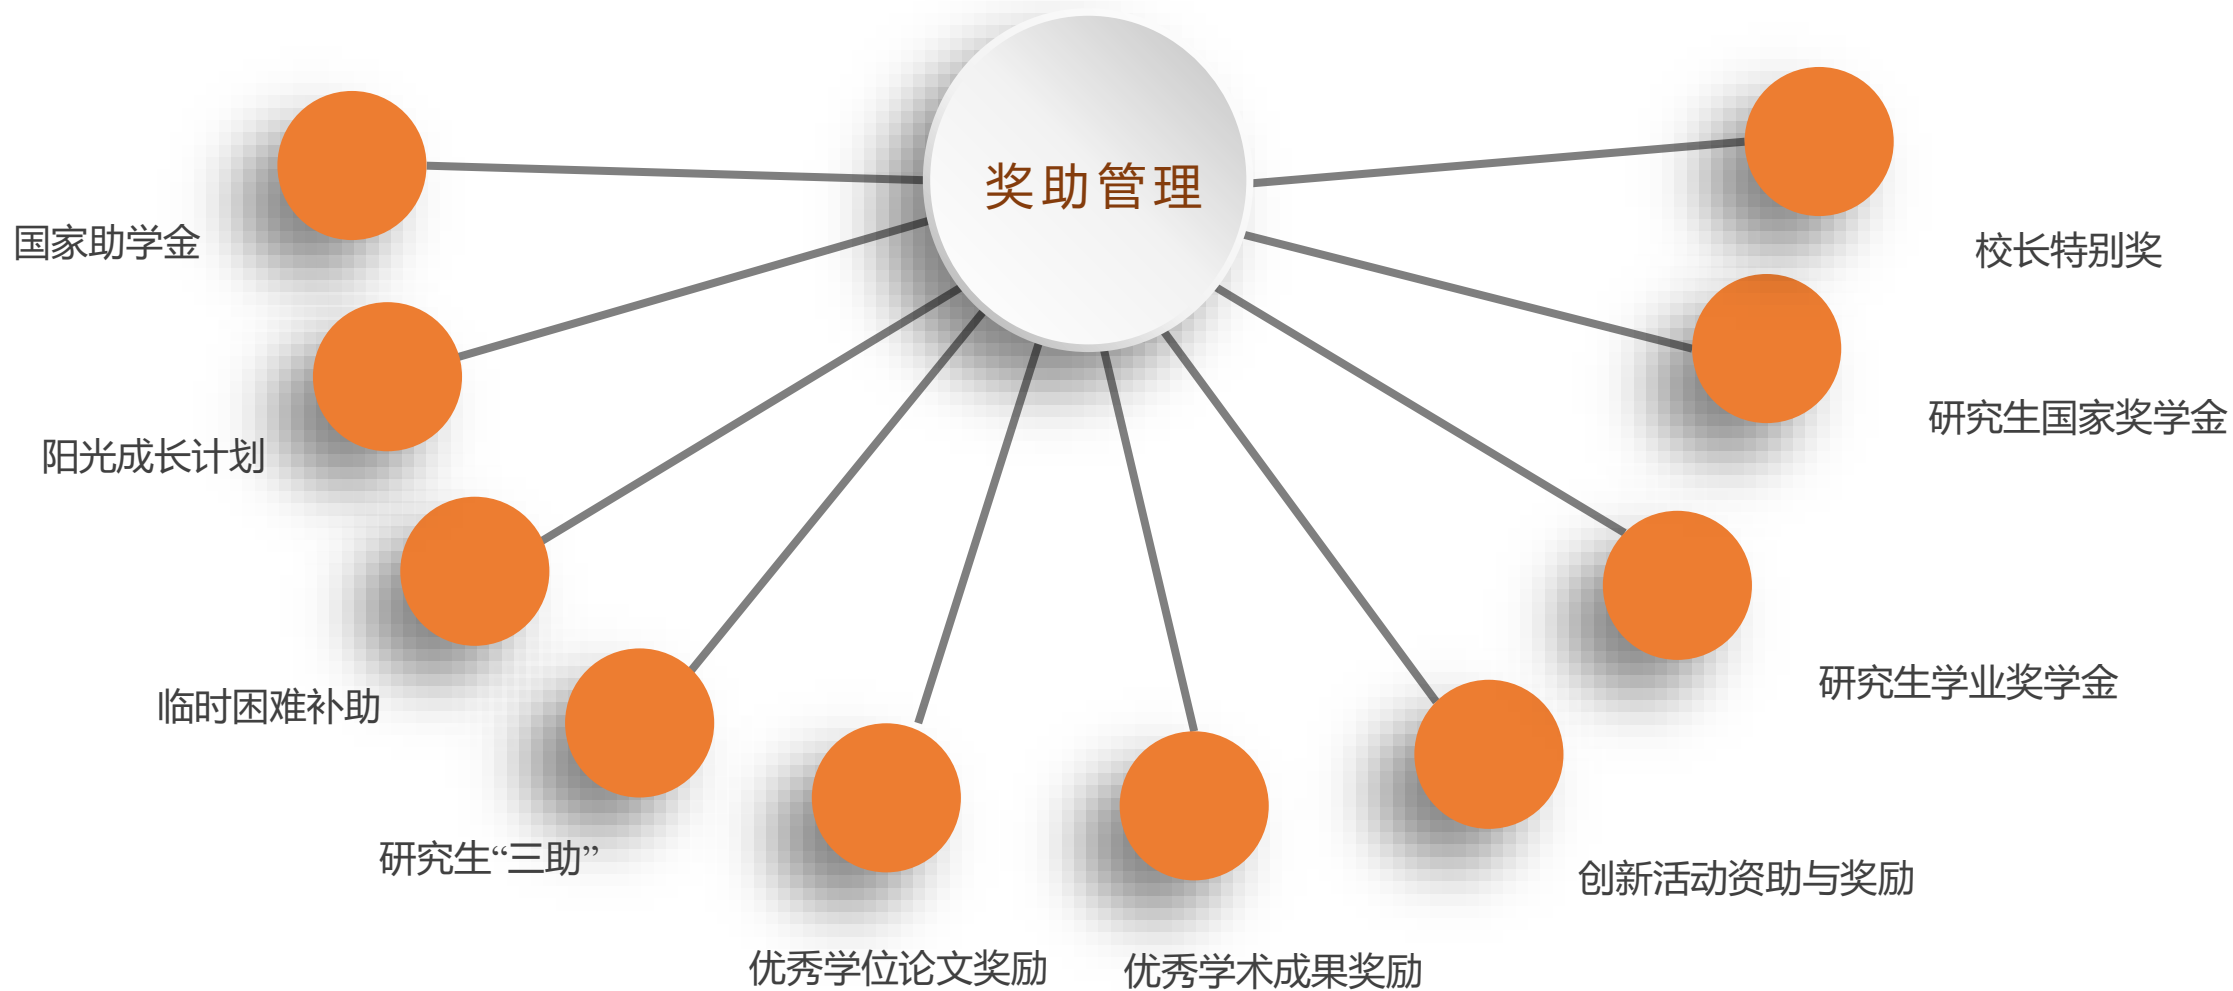 奖助管理
国家助学金
校长特别奖
研究生国家奖学金
阳光成长计划
研究生学业奖学金
临时困难补助
研究生“三助”
创新活动资助与奖励
优秀学位论文奖励
优秀学术成果奖励